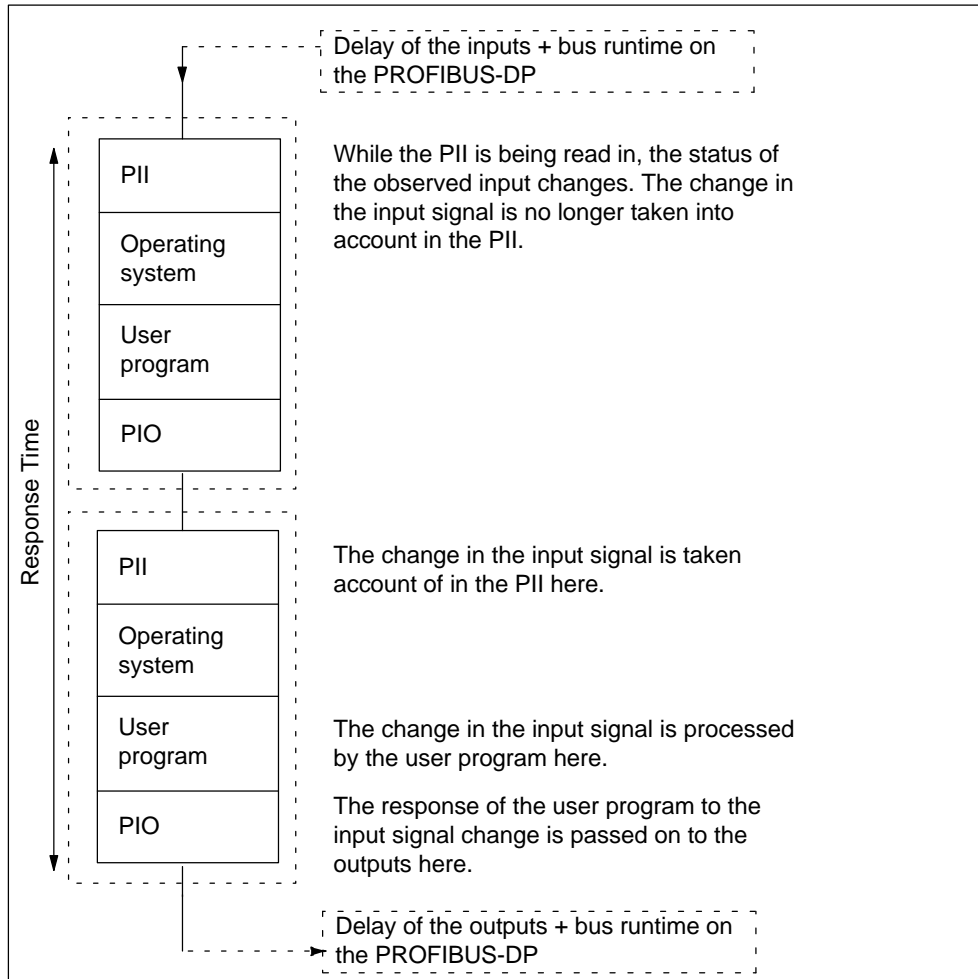 Delay of the inputs + bus runtime on
the PROFIBUS-DP
PII
While the PII is being read in, the status of
the observed input changes. The change in
the input signal is no longer taken into
account in the PII.
Operating
system
User
program
PIO
Response Time
PII
The change in the input signal is taken
account of in the PII here.
Operating
system
User
program
The change in the input signal is processed
by the user program here.
PIO
The response of the user program to the
input signal change is passed on to the
outputs here.
Delay of the outputs + bus runtime on
the PROFIBUS-DP